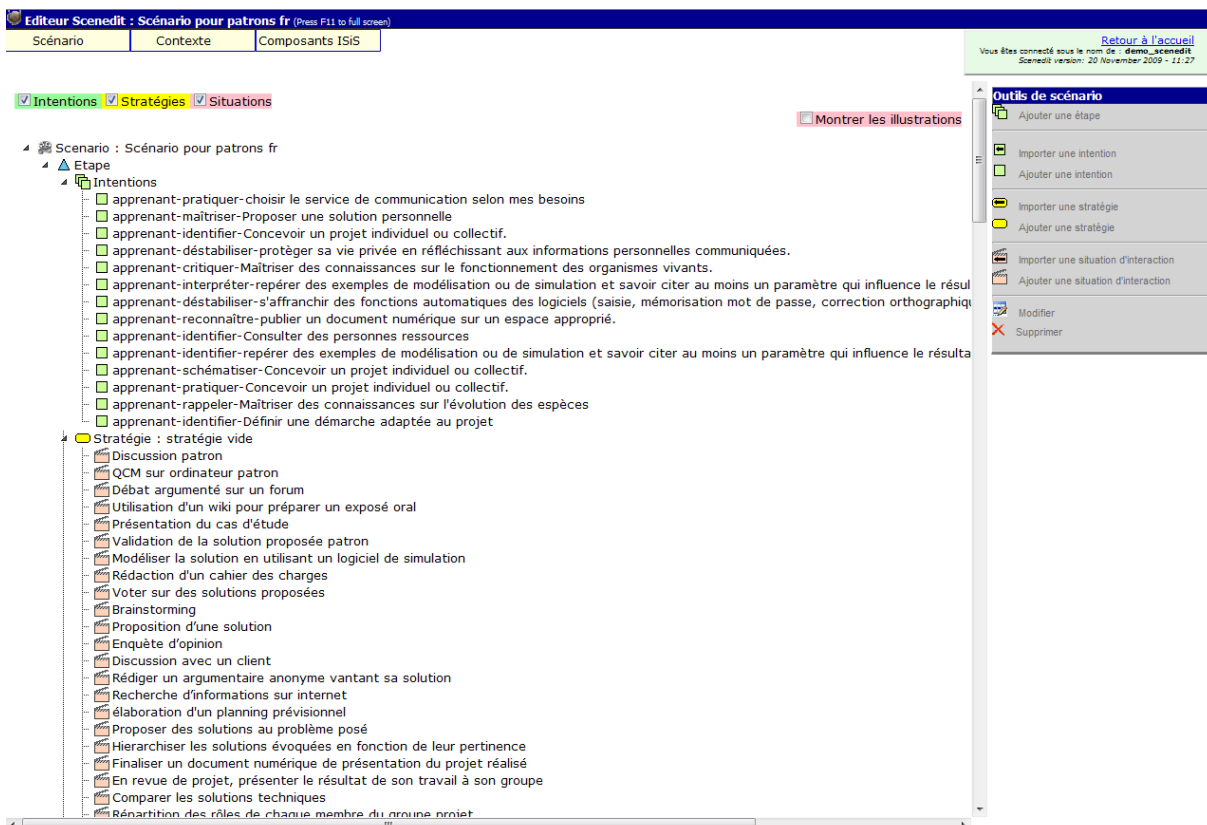 Editeur Scenedit : Scénario pour patrons fr (Press F11 to full screen)
Scénario Contexte Composants ISiS
Retour à l'accueil
Vous êtes connecté sous le nom de : demo_scenedit
Scenedit version: 20 November 2009 - 11:27
Intentions Stratégies Situations
Montrer les illustrations
Scenario : Scénario pour patrons fr
Etape
Intentions
apprenant-pratiquer-choisir le service de communication selon mes besoins
apprenant-maîtriser-Proposer une solution personnelle
apprenant-identifier-Concevoir un projet individuel ou collectif.
apprenant-déstabiliser-protèger sa vie privée en réfléchissant aux informations personnelles communiquées.
apprenant-critiquer-Maîtriser des connaissances sur le fonctionnement des organismes vivants.
apprenant-interpréter-repérer des exemples de modélisation ou de simulation et savoir citer au moins un paramètre qui influence le résul
apprenant-déstabiliser-s'affranchir des fonctions automatiques des logiciels (saisie, mémorisation mot de passe, correction orthographiqu
apprenant-reconnaître-publier un document numérique sur un espace approprié.
apprenant-identifier-Consulter des personnes ressources
apprenant-identifier-repérer des exemples de modélisation ou de simulation et savoir citer au moins un paramètre qui influence le résulta
apprenant-schématiser-Concevoir un projet individuel ou collectif.
apprenant-pratiquer-Concevoir un projet individuel ou collectif.
apprenant-rappeler-Maîtriser des connaissances sur l'évolution des espèces
apprenant-identifier-Définir une démarche adaptée au projet
Stratégie : stratégie vide
Discussion patron
QCM sur ordinateur patron
Débat argumenté sur un forum
Utilisation d'un wiki pour préparer un exposé oral
Présentation du cas d'étude
Validation de la solution proposée patron
Modéliser la solution en utilisant un logiciel de simulation
Rédaction d'un cahier des charges
Voter sur des solutions proposées
Brainstorming
Proposition d’une solution
Enquète d’opinion
Discussion avec un client
Rédiger un argumentaire anonyme vantant sa solution
Recherche d’informations sur internet
élaboration d'un planning prévisionnel
Proposer des solutions au problème posé
Hierarchiser les solutions évoquées en fonction de leur pertinence
Finaliser un document numérique de présentation du projet réalisé
En revue de projet, présenter le résultat de son travail à son groupe
Comparer les solutions techniques
Répartition des rôles de chaque membre du groupe projet
Outils de scénario
Ajouter une étape
Importer une intention
Ajouter une intention
Importer une stratégie
Ajouter une stratégie
Importer une situation d'interaction
Ajouter une situation d'interaction
Modifier
Supprimer